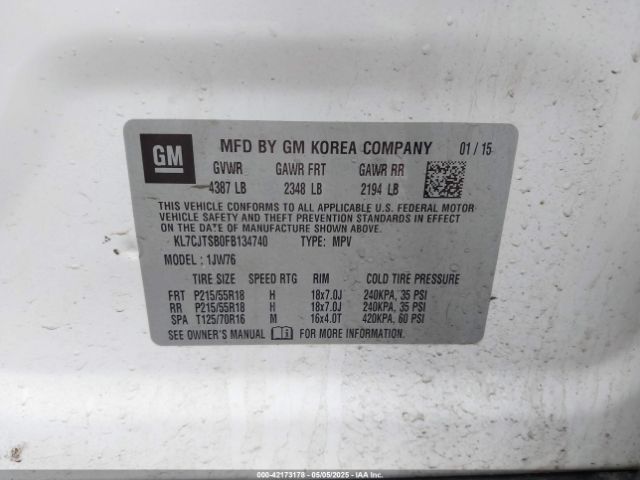 GM
MFD BY GM KOREA COMPANY 01 / 15
GVWR GAWR FRT GAWR RR
4387 LB 2348 LB 2194 LB
THIS VEHICLE CONFORMS TO ALL APPLICABLE U.S. FEDERAL MOTOR
VEHICLE SAFETY AND THEFT PREVENTION STANDARDS IN EFFECT ON
THE DATE OF MANUFACTURE SHOWN ABOVE.
KL7CJTSB0FB134740 TYPE: MPV
MODEL : 1JW76
TIRE SIZE SPEED RTG RIM COLD TIRE PRESSURE
FRT P215/55R18 H 18x7.0J 240KPA, 35 PSI
RR P215/55R18 H 18x7.0J 240KPA, 35 PSI
SPA T125/70R16 M 16x4.0T 420KPA, 60 PSI
SEE OWNER'S MANUAL FOR MORE INFORMATION.
000-42173178 - 05/05/2025 - IAA Inc.